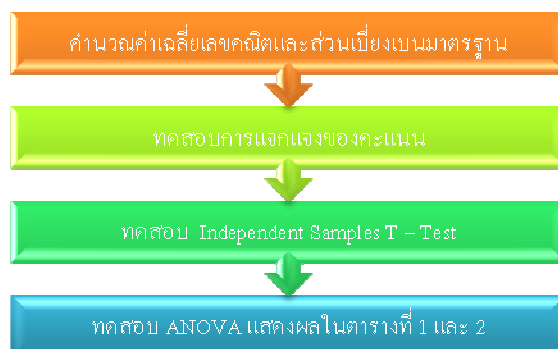 คำนวณค่าเฉลี่ยเลขคณิตและส่วนเบี่ยงเบนมาตรฐาน
ทดสอบการแจกแจงของคะแนน
ทดสอบ Independent Samples T – Test
ทดสอบ ANOVA แสดงผลในตารางที่ 1 และ 2